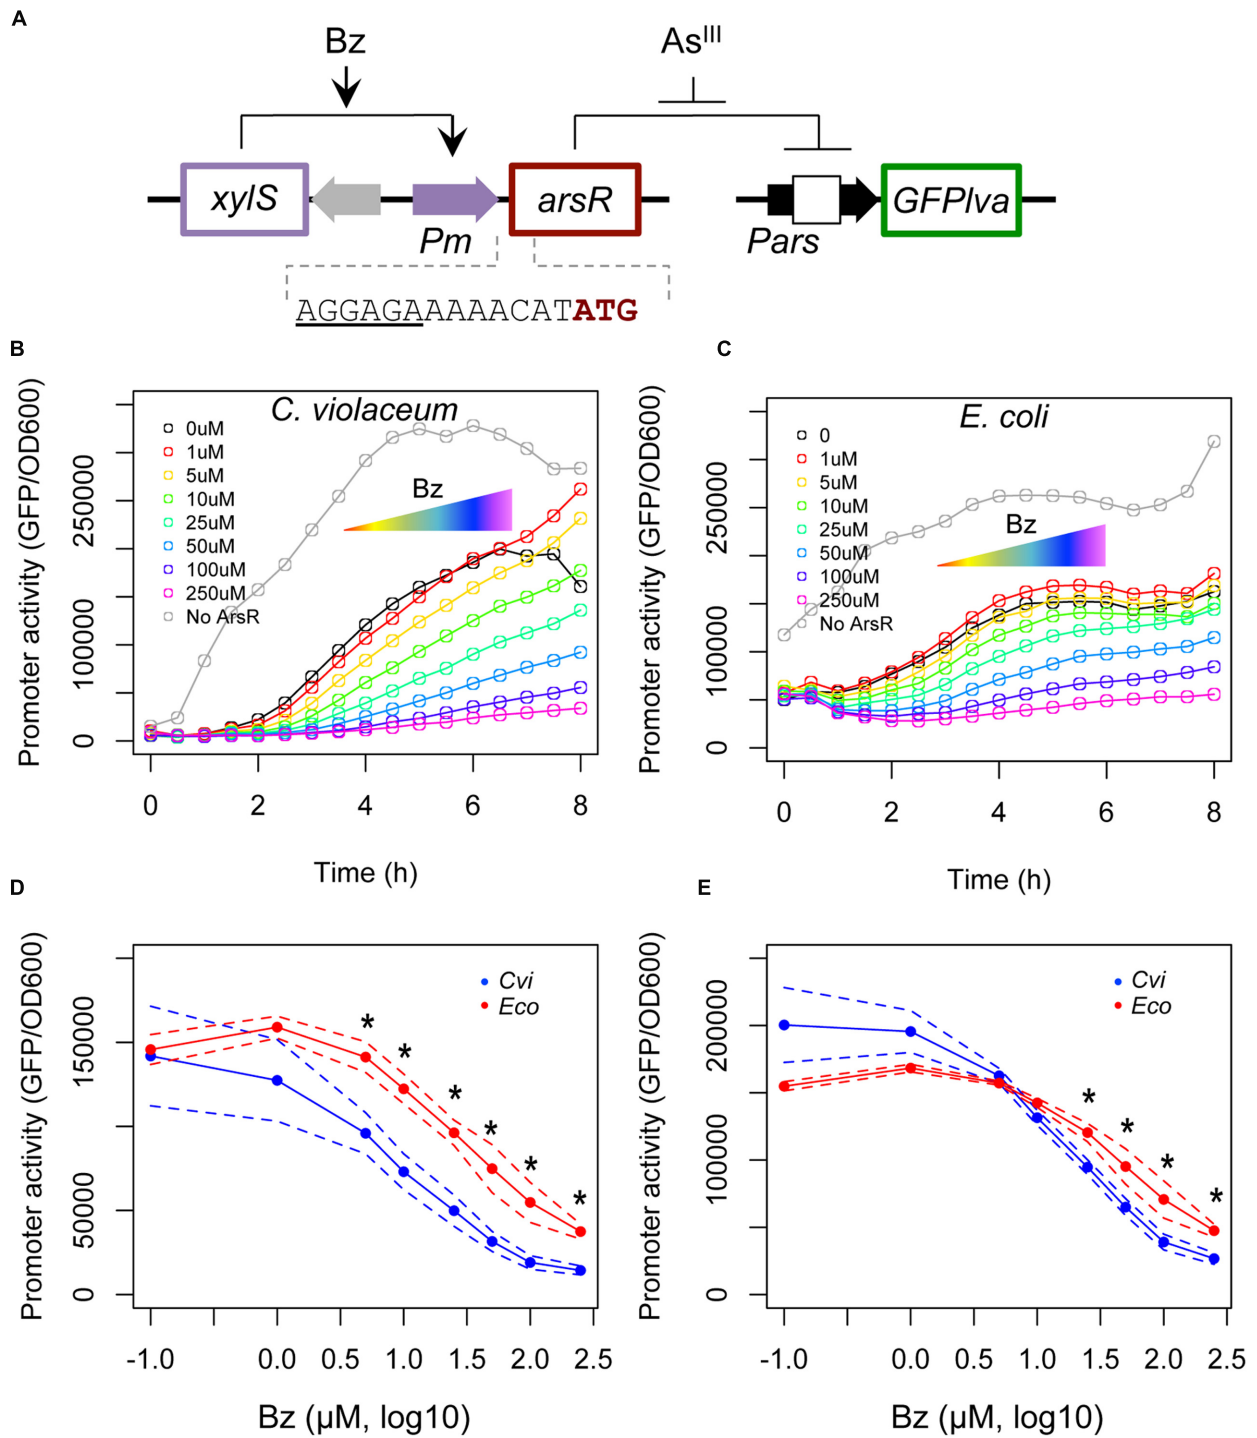 A
Bz
As^III
xylS
arsR
GFPlva
Pm
Pars
AGGAGAAAAACATATG
B
C. violaceum
0uM
1uM
5uM
10uM
25uM
50uM
100uM
250uM
No ArsR
Bz
Promoter activity (GFP/OD600)
0
100000
250000
0
2
4
6
8
Time (h)
C
E. coli
0
1uM
5uM
10uM
25uM
50uM
100uM
250uM
No ArsR
Bz
Promoter activity (GFP/OD600)
0
100000
250000
0
2
4
6
8
Time (h)
D
Cvi
Eco
* * * * * * *
Promoter activity (GFP/OD600)
0
50000
150000
-1.0 0.0 0.5 1.0 1.5 2.0 2.5
Bz (μM, log10)
E
Cvi
Eco
* * * *
Promoter activity (GFP/OD600)
0
100000
200000
-1.0 0.0 0.5 1.0 1.5 2.0 2.5
Bz (μM, log10)